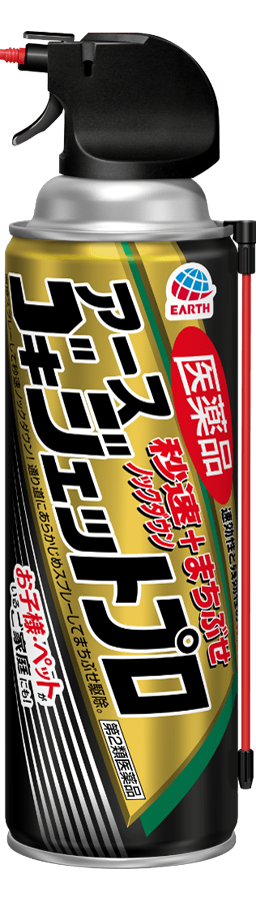 EARTH
医薬品
アース
ゴキジェットプロ
秒速+まちぶせ
ノックダウン
通り道にあらかじめスプレーしてまちぶせ駆除。
お子様・ペットが
いるご家庭にも!
第2類医薬品